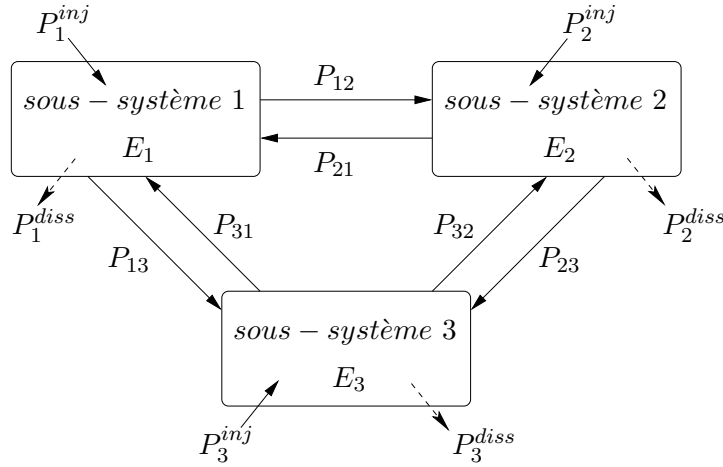 P_1^{inj}
P_2^{inj}
sous − système 1
P_{12}
sous − système 2
E_1
P_{21}
E_2
P_1^{diss}
P_{13}
P_{31}
P_{32}
P_{23}
P_2^{diss}
sous − système 3
E_3
P_3^{inj}
P_3^{diss}